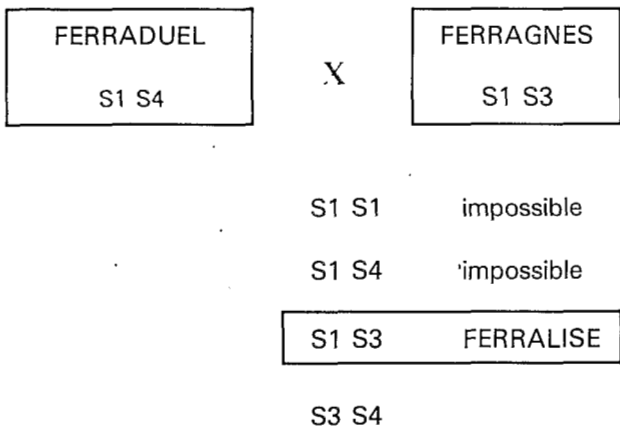 FERRADUEL
S1 S4
X
FERRAGNES
S1 S3
S1 S1 impossible
S1 S4 impossible
S1 S3 FERRALISE
S3 S4